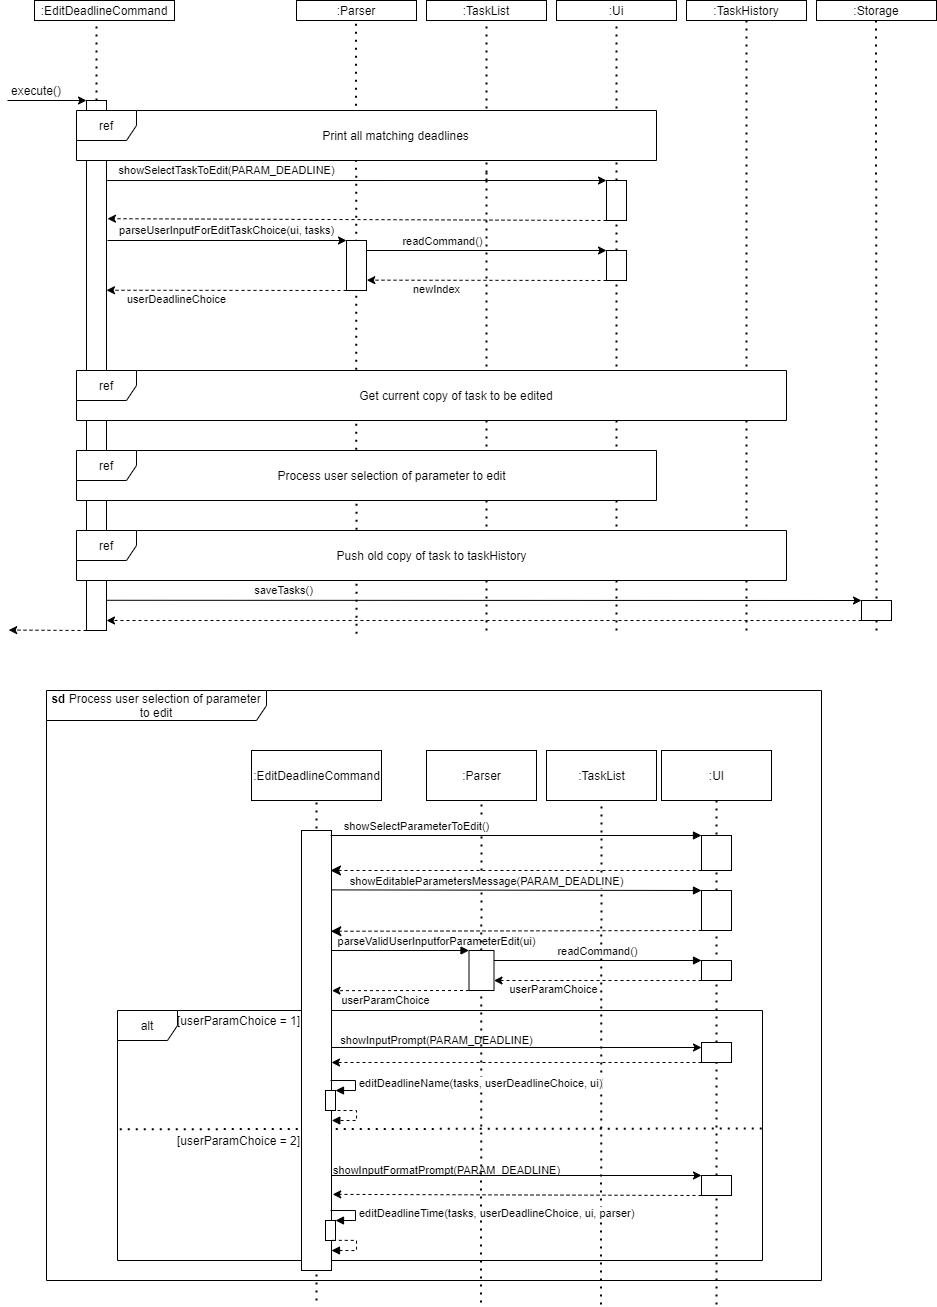 :EditDeadlineCommand
:Parser
:TaskList
:Ui
:TaskHistory
:Storage
execute()
ref
Print all matching deadlines
showSelectTaskToEdit(PARAM_DEADLINE)
parseUserInputForEditTaskChoice(ui, tasks)
readCommand()
newIndex
userDeadlineChoice
ref
Get current copy of task to be edited
ref
Process user selection of parameter to edit
ref
Push old copy of task to taskHistory
saveTasks()
sd Process user selection of parameter
to edit
:EditDeadlineCommand
:Parser
:TaskList
:UI
showSelectParameterToEdit()
showEditableParametersMessage(PARAM_DEADLINE)
parseValidUserInputforParameterEdit(ui)
readCommand()
userParamChoice
userParamChoice
alt
[userParamChoice = 1]
showInputPrompt(PARAM_DEADLINE)
editDeadlineName(tasks, userDeadlineChoice, ui)
[userParamChoice = 2]
showInputFormatPrompt(PARAM_DEADLINE)
editDeadlineTime(tasks, userDeadlineChoice, ui, parser)